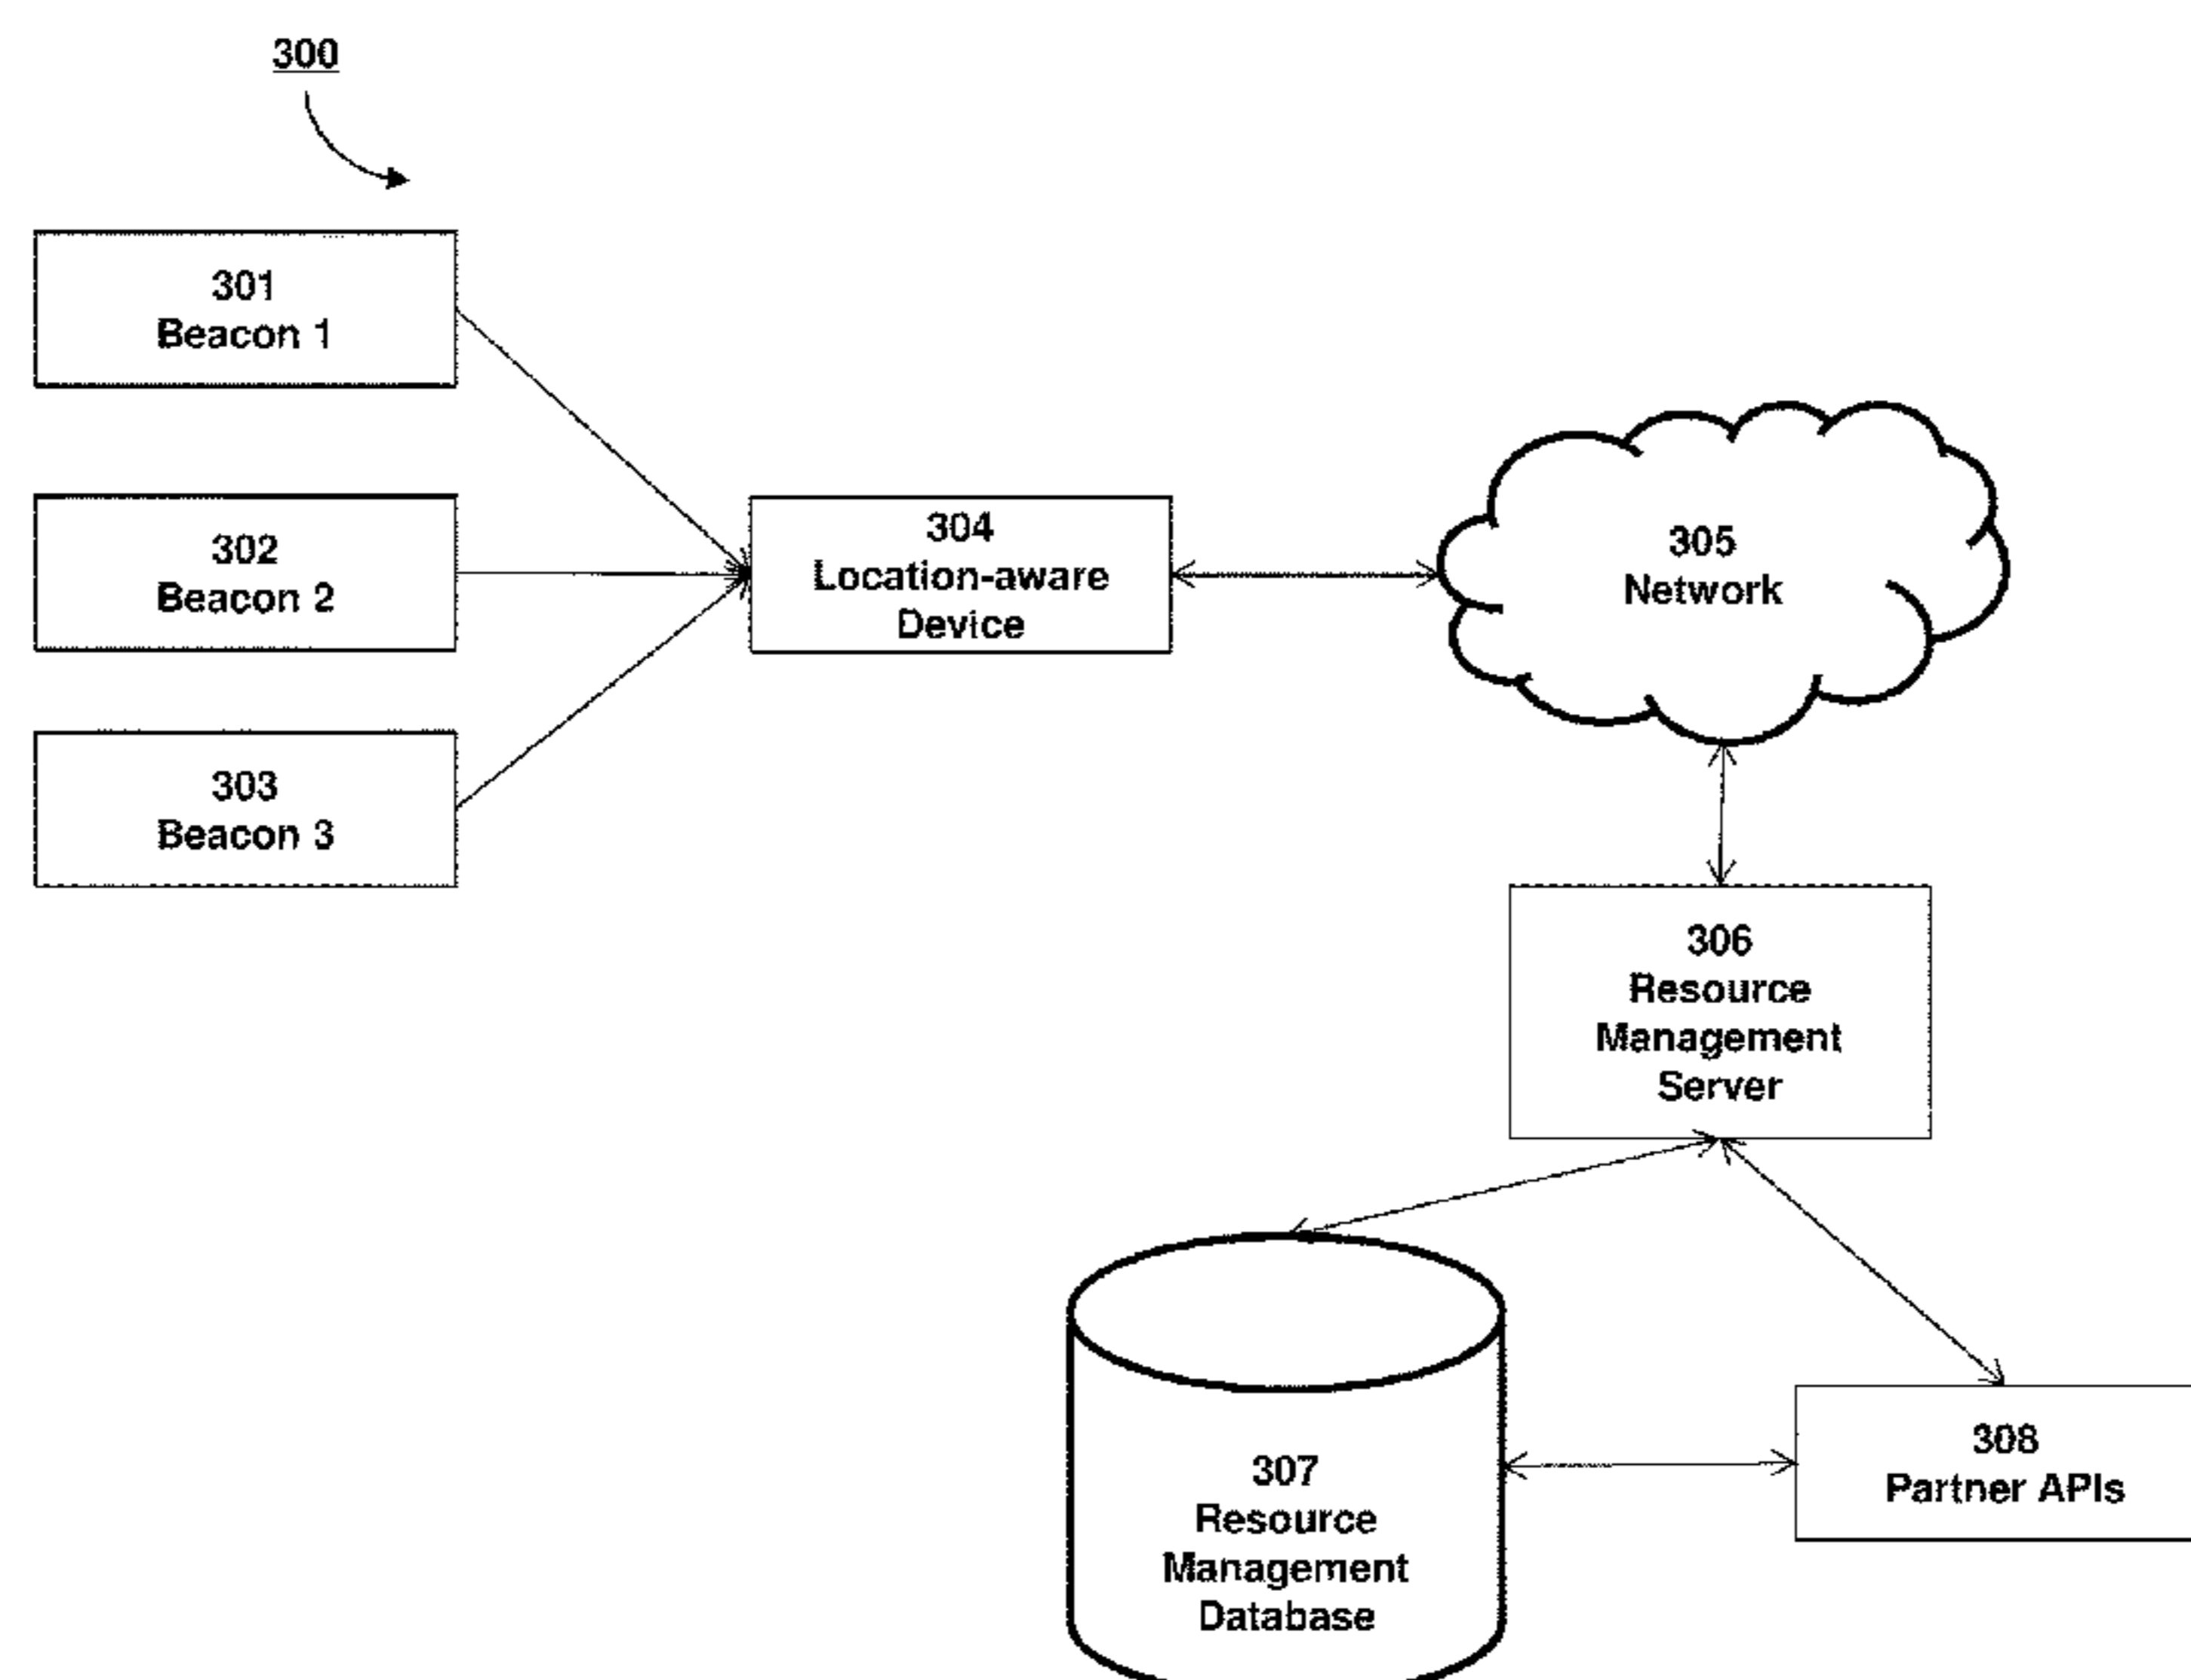 300
301
Beacon 1
302
Beacon 2
303
Beacon 3
304
Location-aware
Device
305
Network
306
Resource
Management
Server
307
Resource
Management
Database
308
Partner APIs